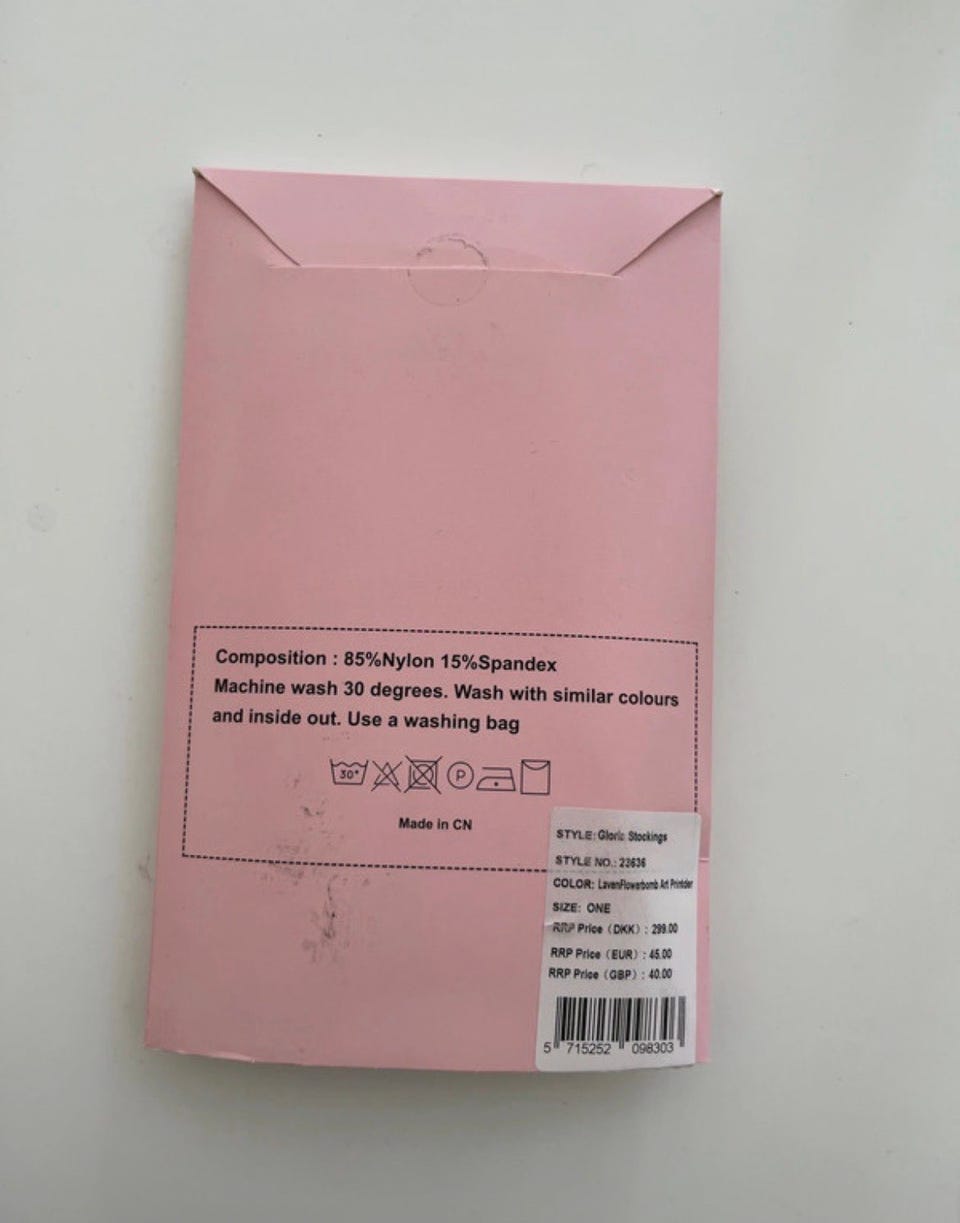 Composition : 85%Nylon 15%Spandex
Machine wash 30 degrees. Wash with similar colours
and inside out. Use a washing bag
30° P
Made in CN
STYLE: Gloria Stockings
STYLE NO.: 23636
COLOR: LavenFlowerbomb Art Printder
SIZE: ONE
RRP Price (DKK) : 299.00
RRP Price (EUR) : 45.00
RRP Price (GBP) : 40.00
5 715252 098303